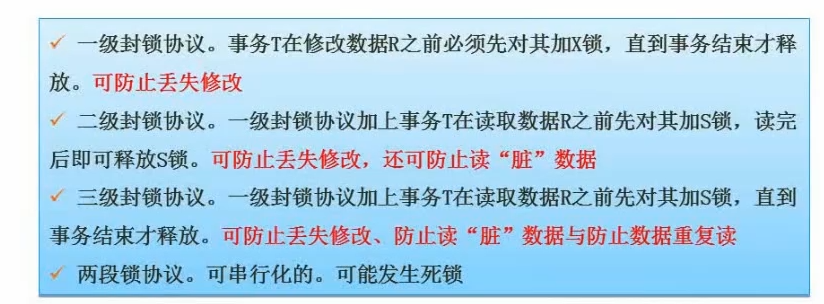 ✓ 一级封锁协议。事务T在修改数据R之前必须先对其加X锁，直到事务结束才释
放。可防止丢失修改
✓ 二级封锁协议。一级封锁协议加上事务T在读取数据R之前先对其加S锁，读完
后即可释放S锁。可防止丢失修改，还可防止读“脏”数据
✓ 三级封锁协议。一级封锁协议加上事务T在读取数据R之前先对其加S锁，直到
事务结束才释放。可防止丢失修改、防止读“脏”数据与防止数据重复读
✓ 两段锁协议。可串行化的。可能发生死锁